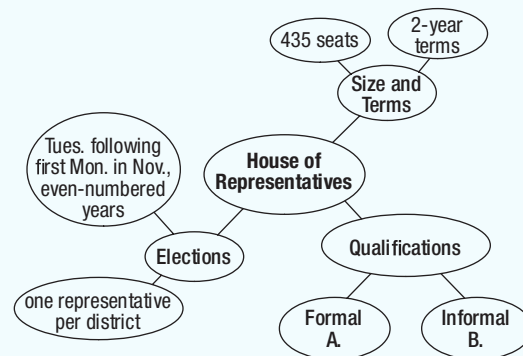 435 seats
2-year
terms
Size and
Terms
Tues. following
first Mon. in Nov.,
even-numbered
years
House of
Representatives
Elections
Qualifications
one representative
per district
Formal
A.
Informal
B.